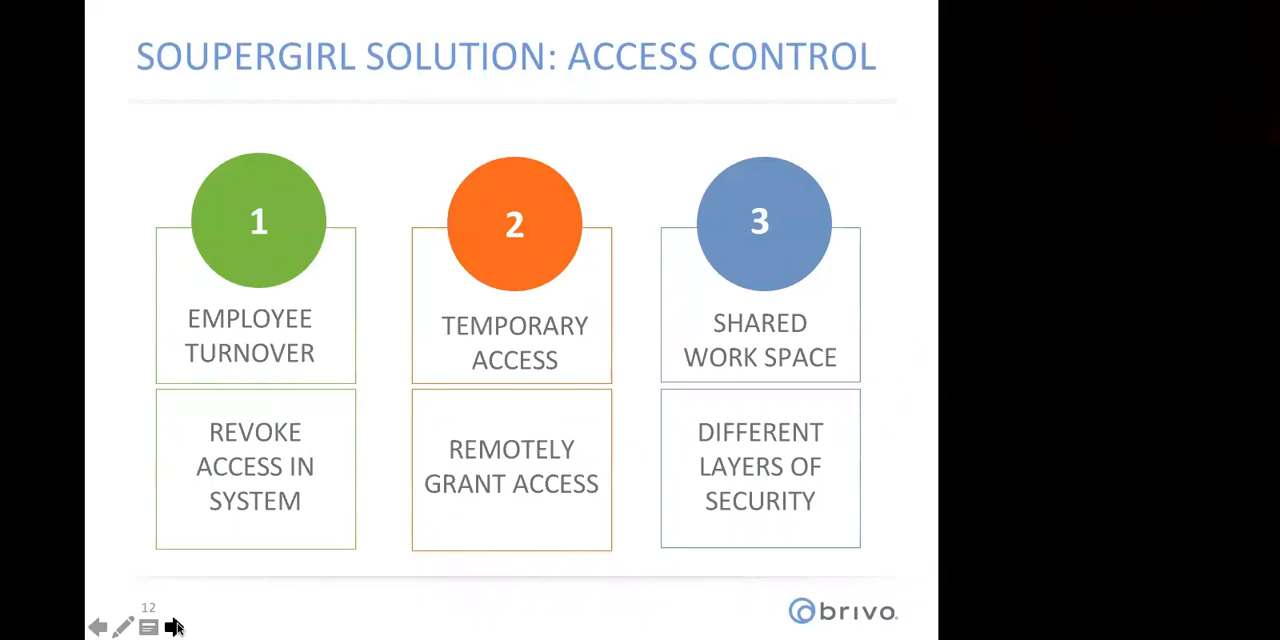 SOUPERGIRL SOLUTION: ACCESS CONTROL
1
EMPLOYEE
TURNOVER
REVOKE
ACCESS IN
SYSTEM
2
TEMPORARY
ACCESS
REMOTELY
GRANT ACCESS
3
SHARED
WORK SPACE
DIFFERENT
LAYERS OF
SECURITY
12
brivo